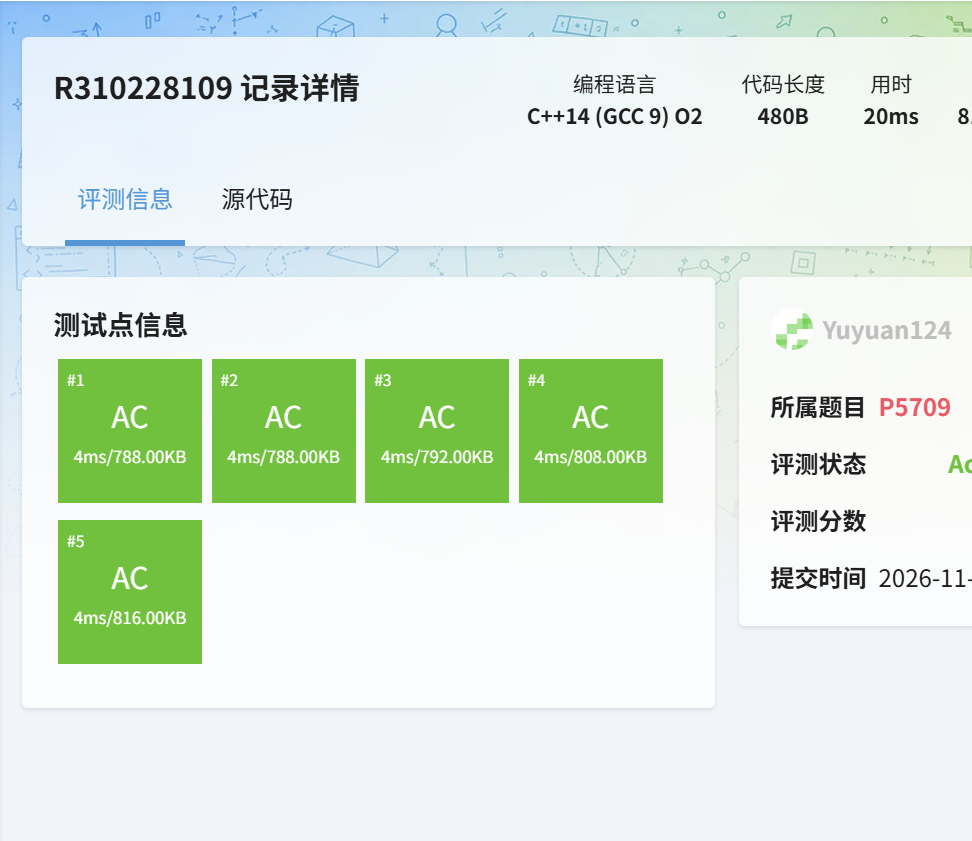 R310228109 记录详情
编程语言 代码长度 用时
C++14 (GCC 9) O2 480B 20ms
评测信息 源代码
测试点信息
#1 #2 #3 #4
AC AC AC AC
4ms/788.00KB 4ms/788.00KB 4ms/792.00KB 4ms/808.00KB
#5
AC
4ms/816.00KB
Yuyuan124
所属题目 P5709
评测状态 Ac
评测分数
提交时间 2026-11-